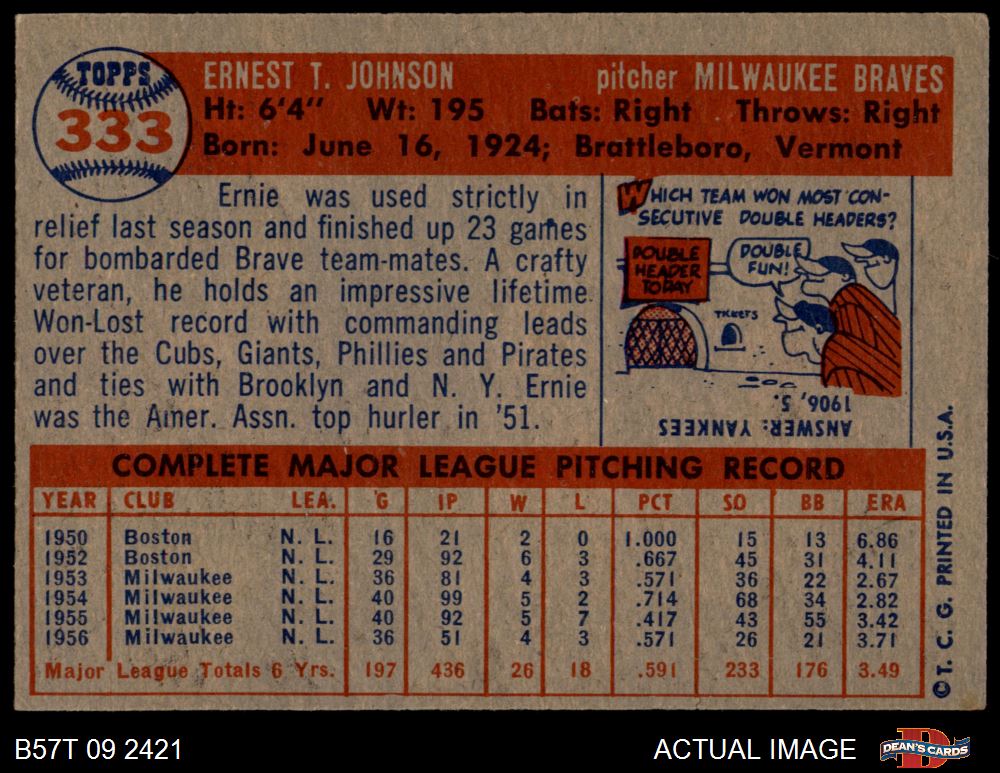 TOPPS
333
ERNEST T. JOHNSON pitcher MILWAUKEE BRAVES
Ht: 6'4" Wt: 195 Bats: Right Throws: Right
Born: June 16, 1924; Brattleboro, Vermont
Ernie was used strictly in
relief last season and finished up 23 games
for bombarded Brave team-mates. A crafty
veteran, he holds an impressive lifetime
Won-Lost record with commanding leads
over the Cubs, Giants, Phillies and Pirates
and ties with Brooklyn and N. Y. Ernie
was the Amer. Assn. top hurler in '51.
WHICH TEAM WON MOST CON-
SECUTIVE DOUBLE HEADERS?
DOUBLE
HEADER
TODAY
DOUBLE
FUN!
TICKETS
ANSWER: YANKEES
1906, 5.
COMPLETE MAJOR LEAGUE PITCHING RECORD
YEAR CLUB LEA. G IP W L PCT SO BB ERA
1950 Boston N. L. 16 21 2 0 1.000 15 13 6.86
1952 Boston N. L. 29 92 6 3 .667 45 31 4.11
1953 Milwaukee N. L. 36 81 4 3 .571 36 22 2.67
1954 Milwaukee N. L. 40 99 5 2 .714 68 34 2.82
1955 Milwaukee N. L. 40 92 5 7 .417 43 55 3.42
1956 Milwaukee N. L. 36 51 4 3 .571 26 21 3.71
Major League Totals 6 Yrs. 197 436 26 18 .591 233 176 3.49
© T. C. G. PRINTED IN U.S.A.
B57T 09 2421
ACTUAL IMAGE
DEAN'S CARDS